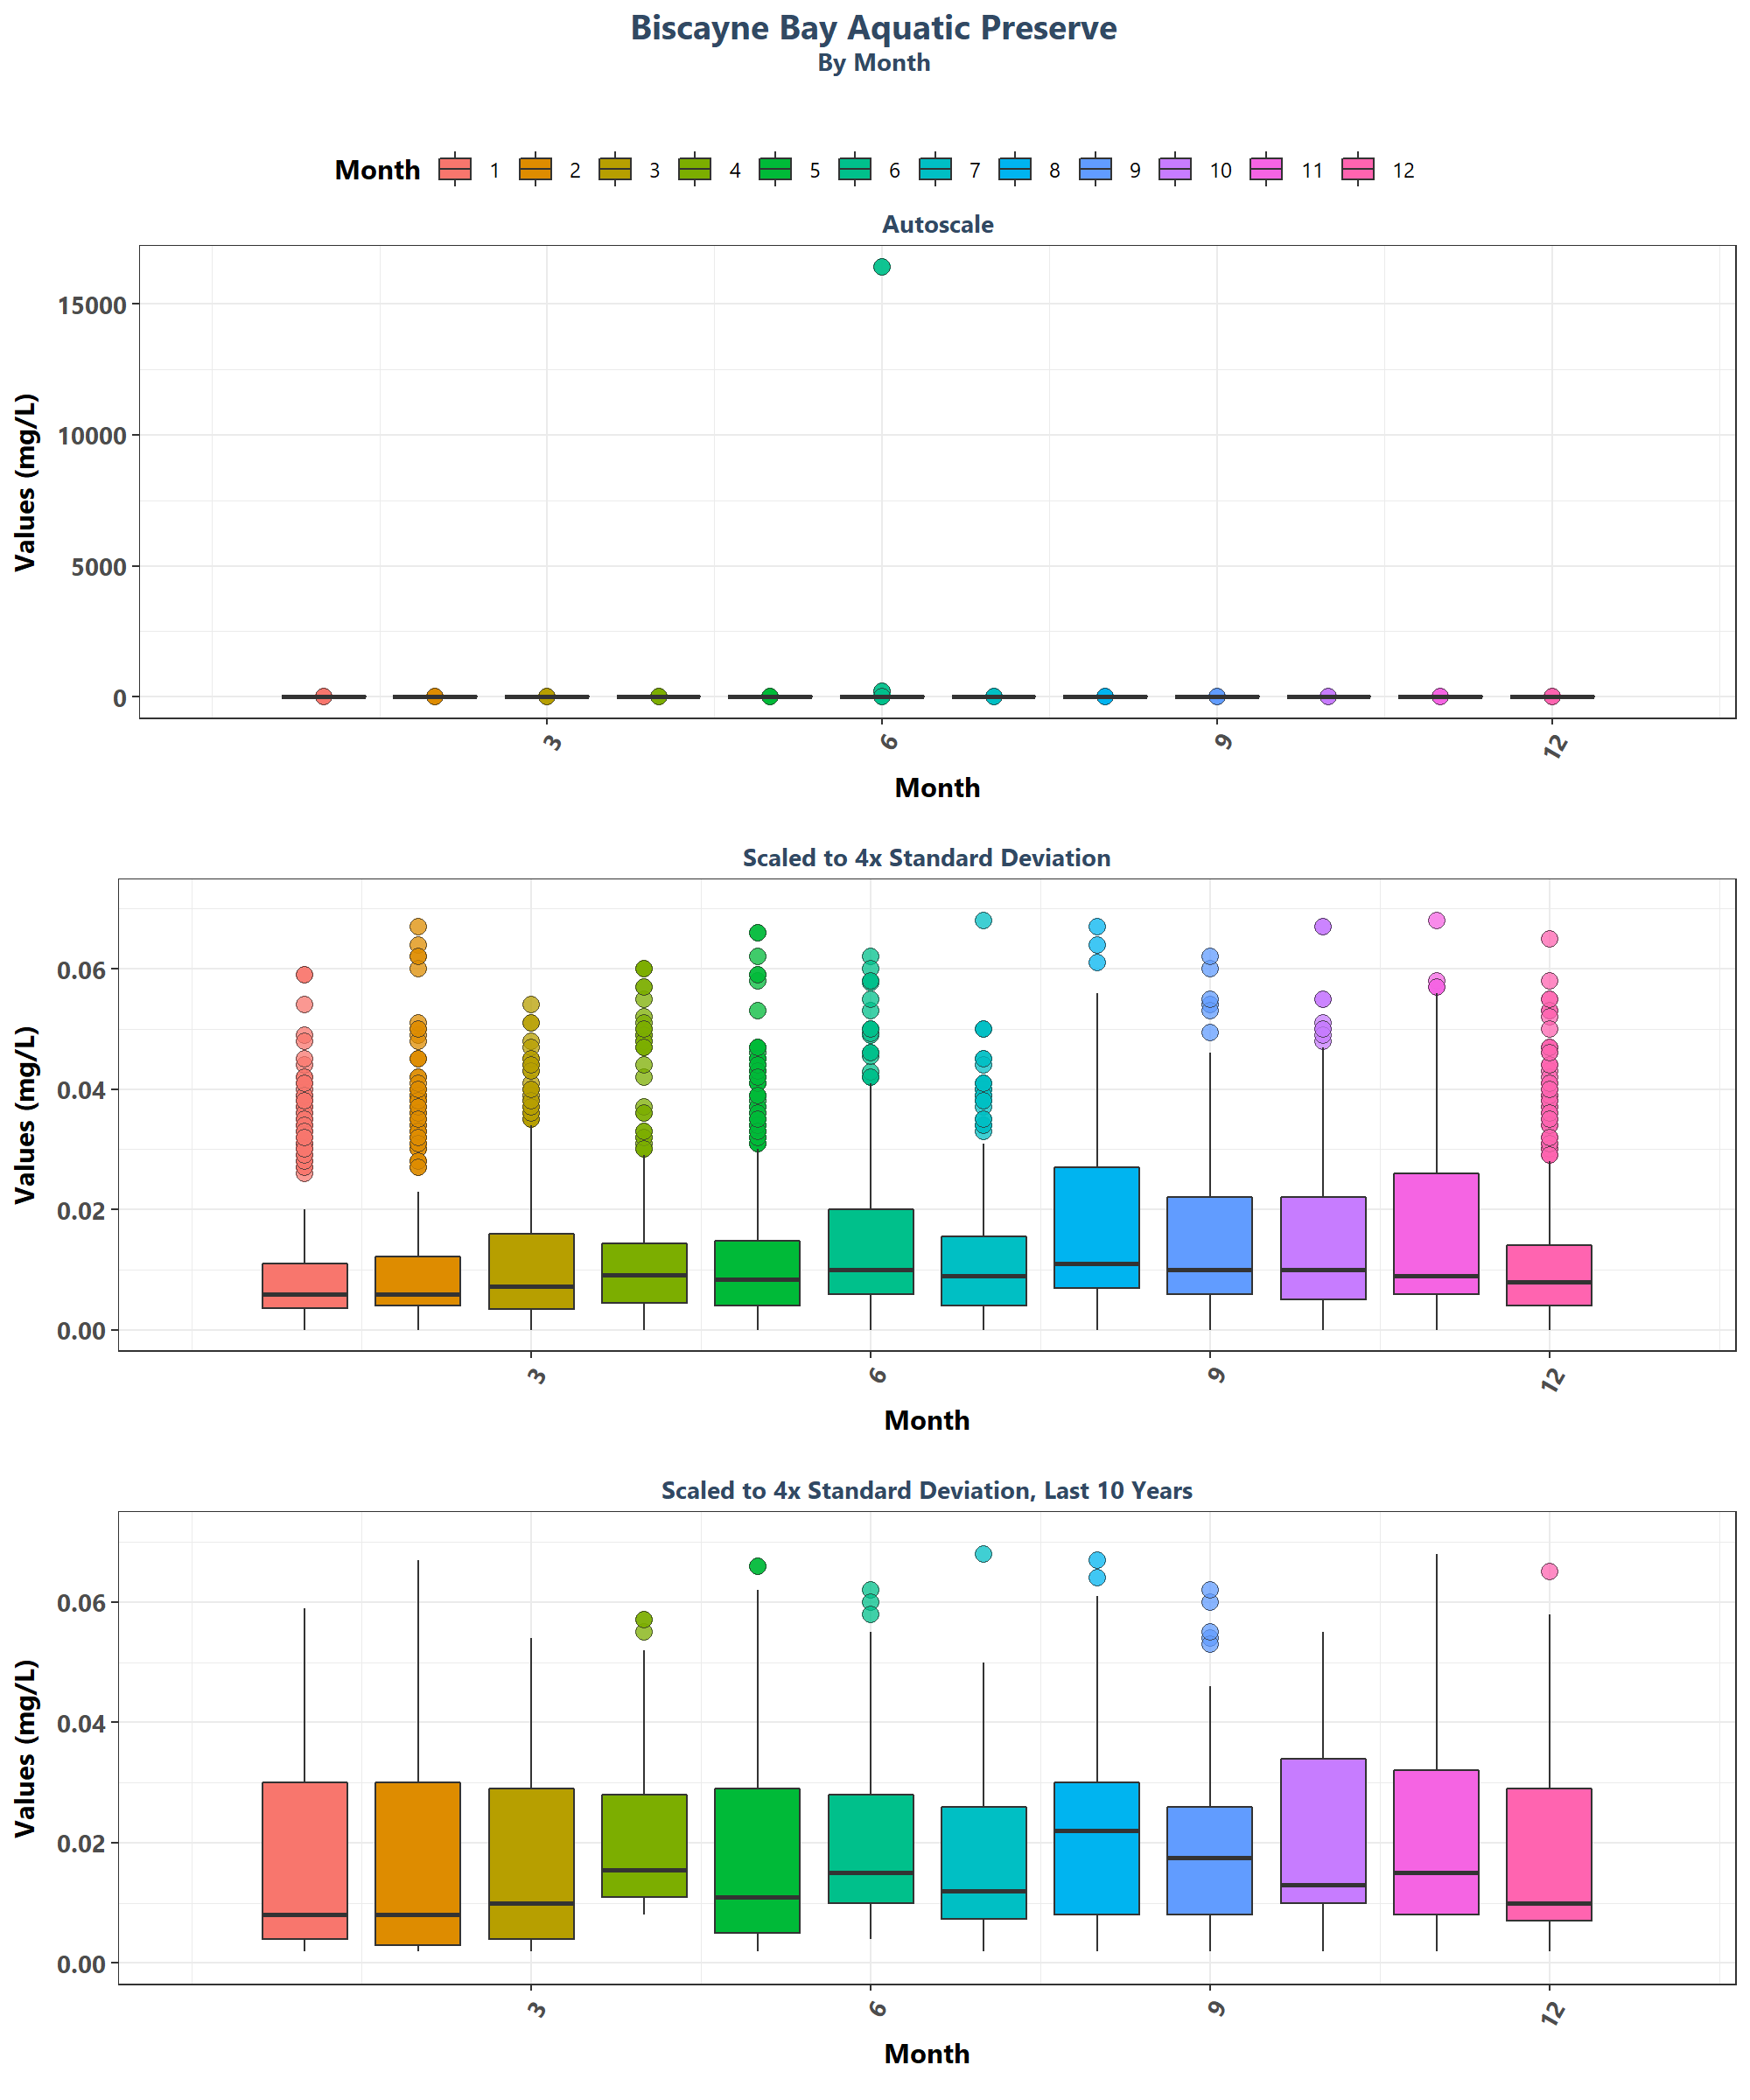 Biscayne Bay Aquatic Preserve
By Month
Month 1 2 3 4 5 6 7 8 9 10 11 12
Autoscale
Values (mg/L)
15000
10000
5000
0
3 6 9 12
Month
Scaled to 4x Standard Deviation
Values (mg/L)
0.06
0.04
0.02
0.00
3 6 9 12
Month
Scaled to 4x Standard Deviation, Last 10 Years
Values (mg/L)
0.06
0.04
0.02
0.00
3 6 9 12
Month